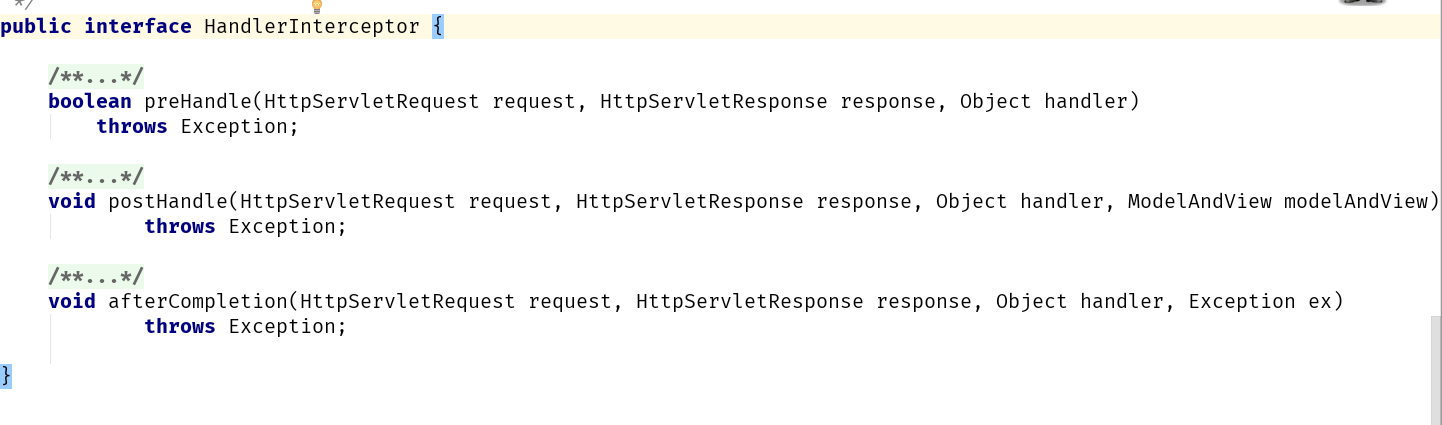 */
public interface HandlerInterceptor {
/**...*/
boolean preHandle(HttpServletRequest request, HttpServletResponse response, Object handler)
throws Exception;
/**...*/
void postHandle(HttpServletRequest request, HttpServletResponse response, Object handler, ModelAndView modelAndView)
throws Exception;
/**...*/
void afterCompletion(HttpServletRequest request, HttpServletResponse response, Object handler, Exception ex)
throws Exception;
}